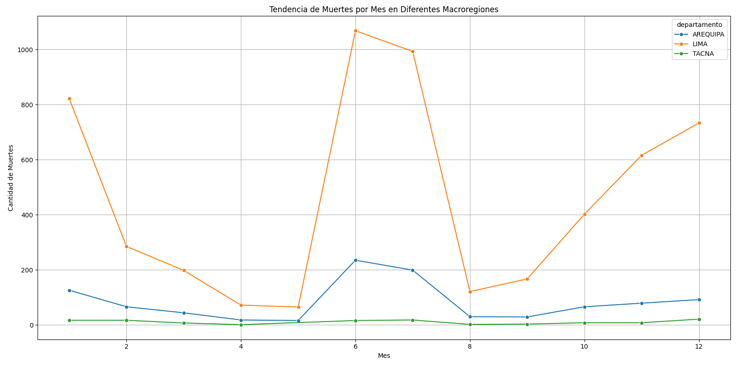 Tendencia de Muertes por Mes en Diferentes Macroregiones
departamento
AREQUIPA
LIMA
TACNA
Cantidad de Muertes
1000
800
600
400
200
0
2
4
6
8
10
12
Mes